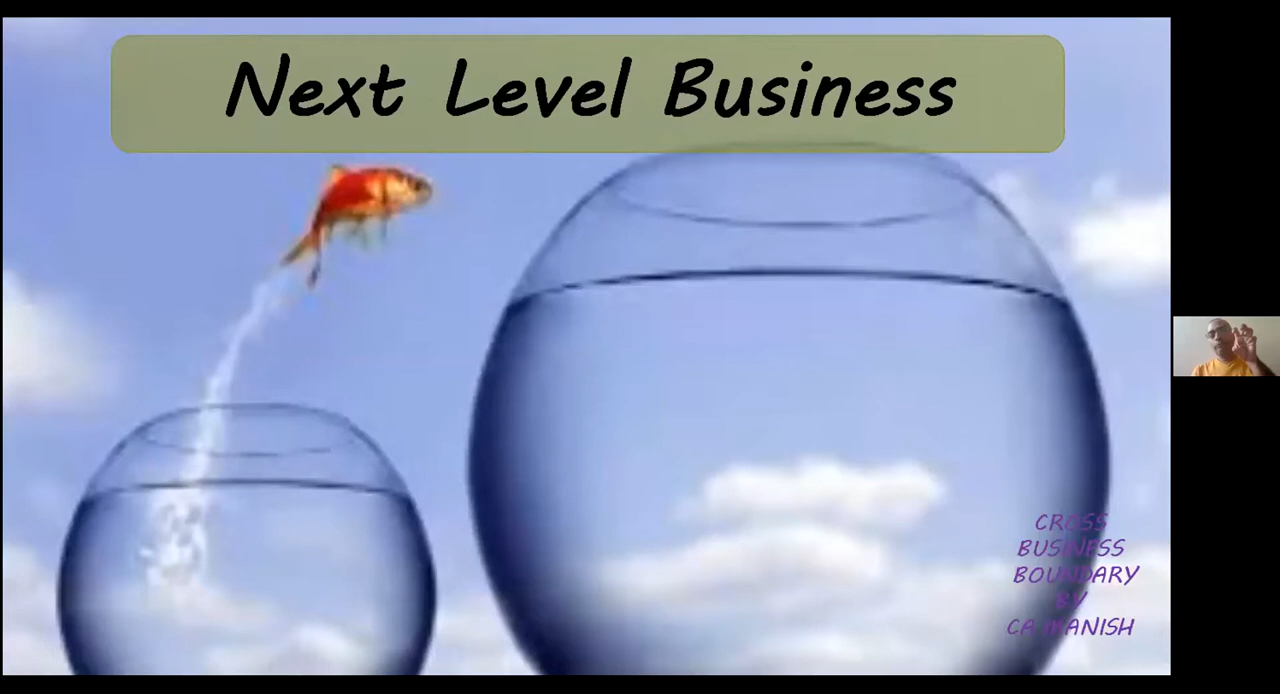 Next Level Business
CROSS
BUSINESS
BOUNDARY
BY
CA MANISH